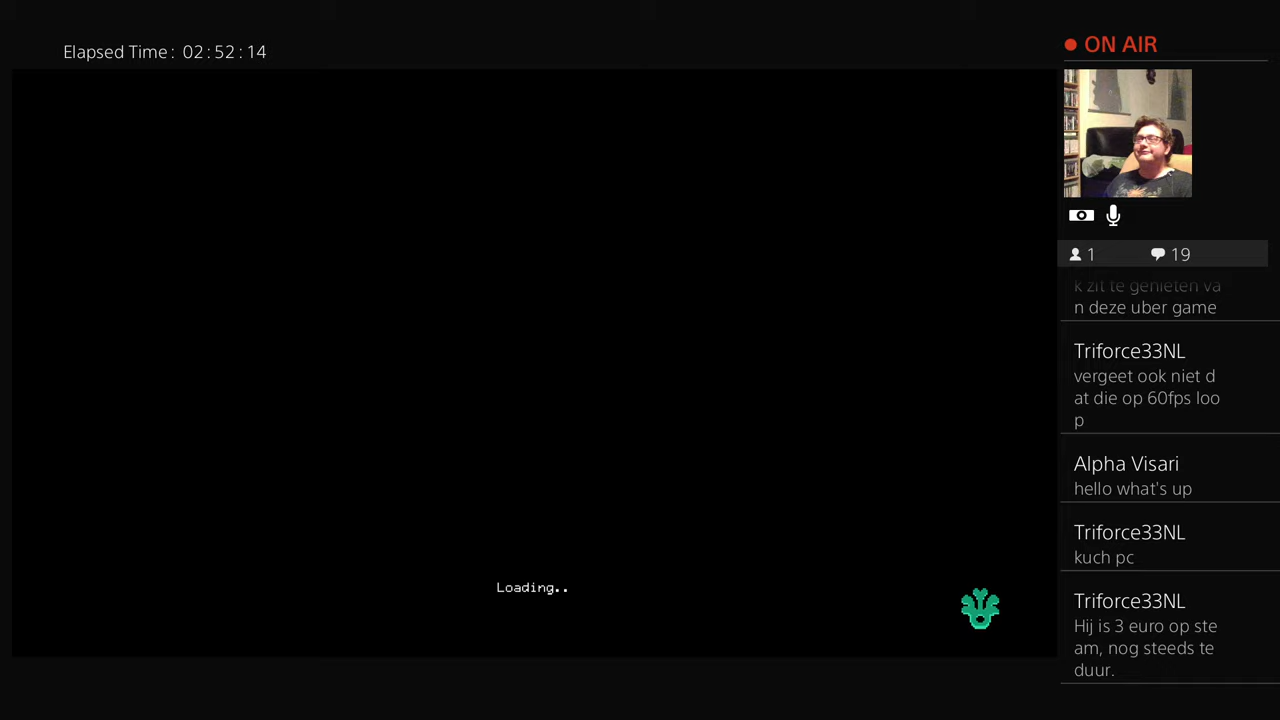 Elapsed Time: 02:52:14
ON AIR
1
19
k zit te genieten va
n deze uber game
Triforce33NL
vergeet ook niet d
at die op 60fps loo
p
Alpha Visari
hello what's up
Triforce33NL
kuch pc
Triforce33NL
Hij is 3 euro op ste
am, nog steeds te
duur.
Loading..